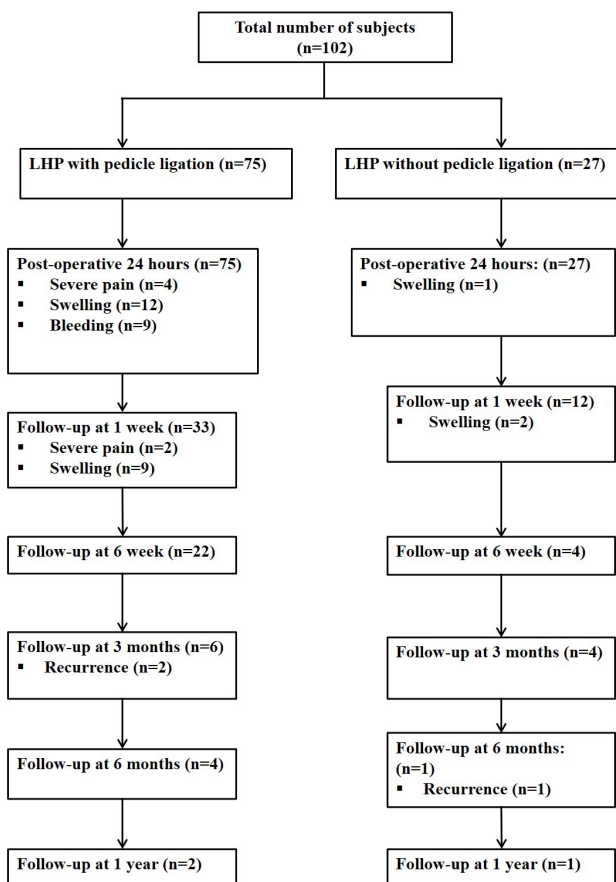 Total number of subjects
(n=102)
LHP with pedicle ligation (n=75)
LHP without pedicle ligation (n=27)
Post-operative 24 hours (n=75)
▪ Severe pain (n=4)
▪ Swelling (n=12)
▪ Bleeding (n=9)
Post-operative 24 hours: (n=27)
▪ Swelling (n=1)
Follow-up at 1 week (n=33)
▪ Severe pain (n=2)
▪ Swelling (n=9)
Follow-up at 1 week (n=12)
▪ Swelling (n=2)
Follow-up at 6 week (n=22)
Follow-up at 6 week (n=4)
Follow-up at 3 months (n=6)
▪ Recurrence (n=2)
Follow-up at 3 months (n=4)
Follow-up at 6 months (n=4)
Follow-up at 6 months:
(n=1)
▪ Recurrence (n=1)
Follow-up at 1 year (n=2)
Follow-up at 1 year (n=1)